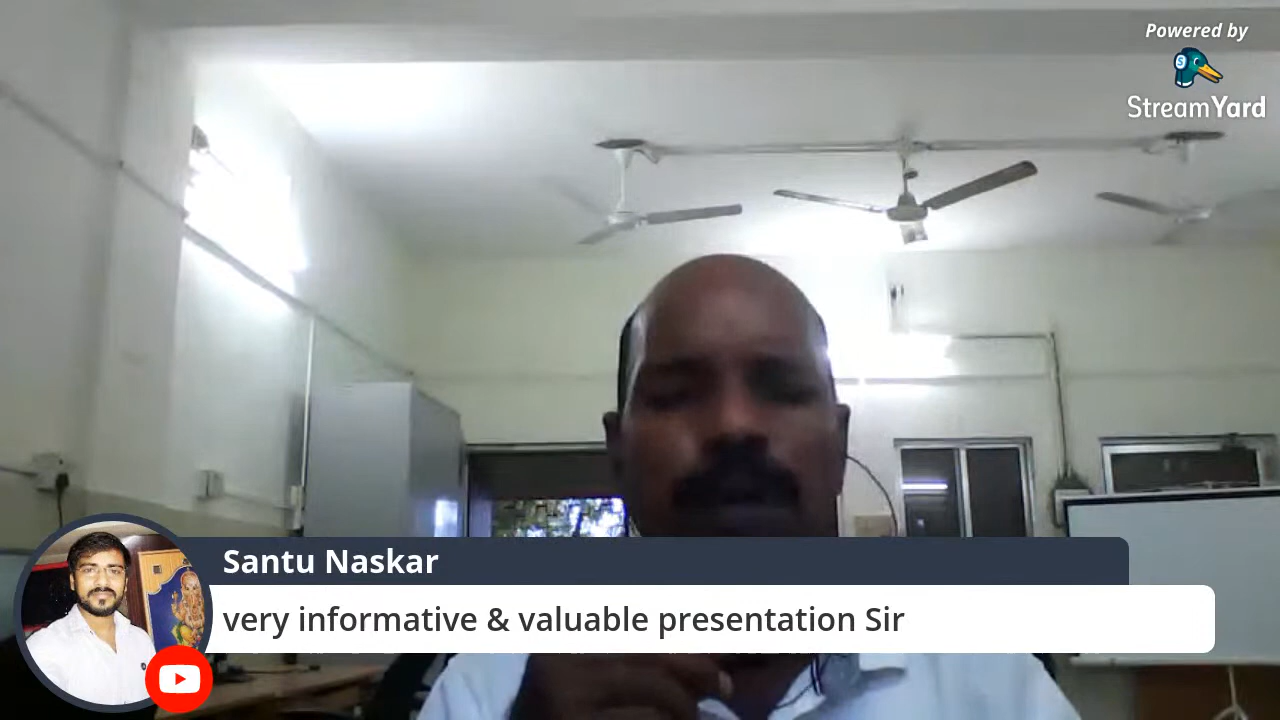 Powered by
StreamYard
Santu Naskar
very informative & valuable presentation Sir